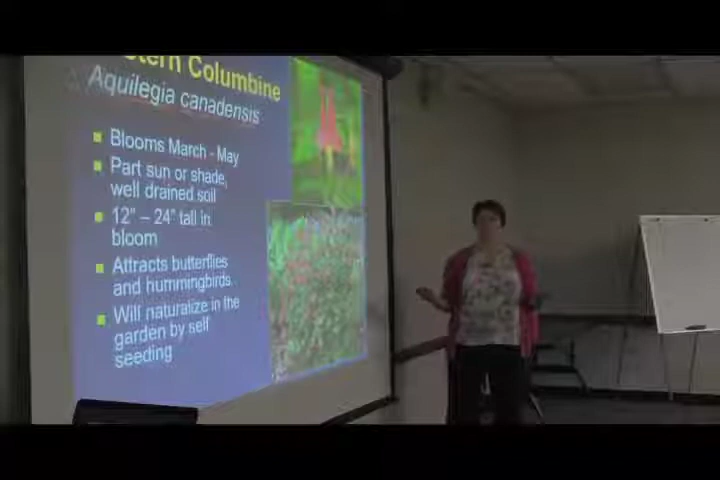 stern Columbine
Aquilegia canadensis
Blooms March - May
Part sun or shade,
well drained soil
12" – 24" tall in
bloom
Attracts butterflies
and hummingbirds
Will naturalize in the
garden by self
seeding